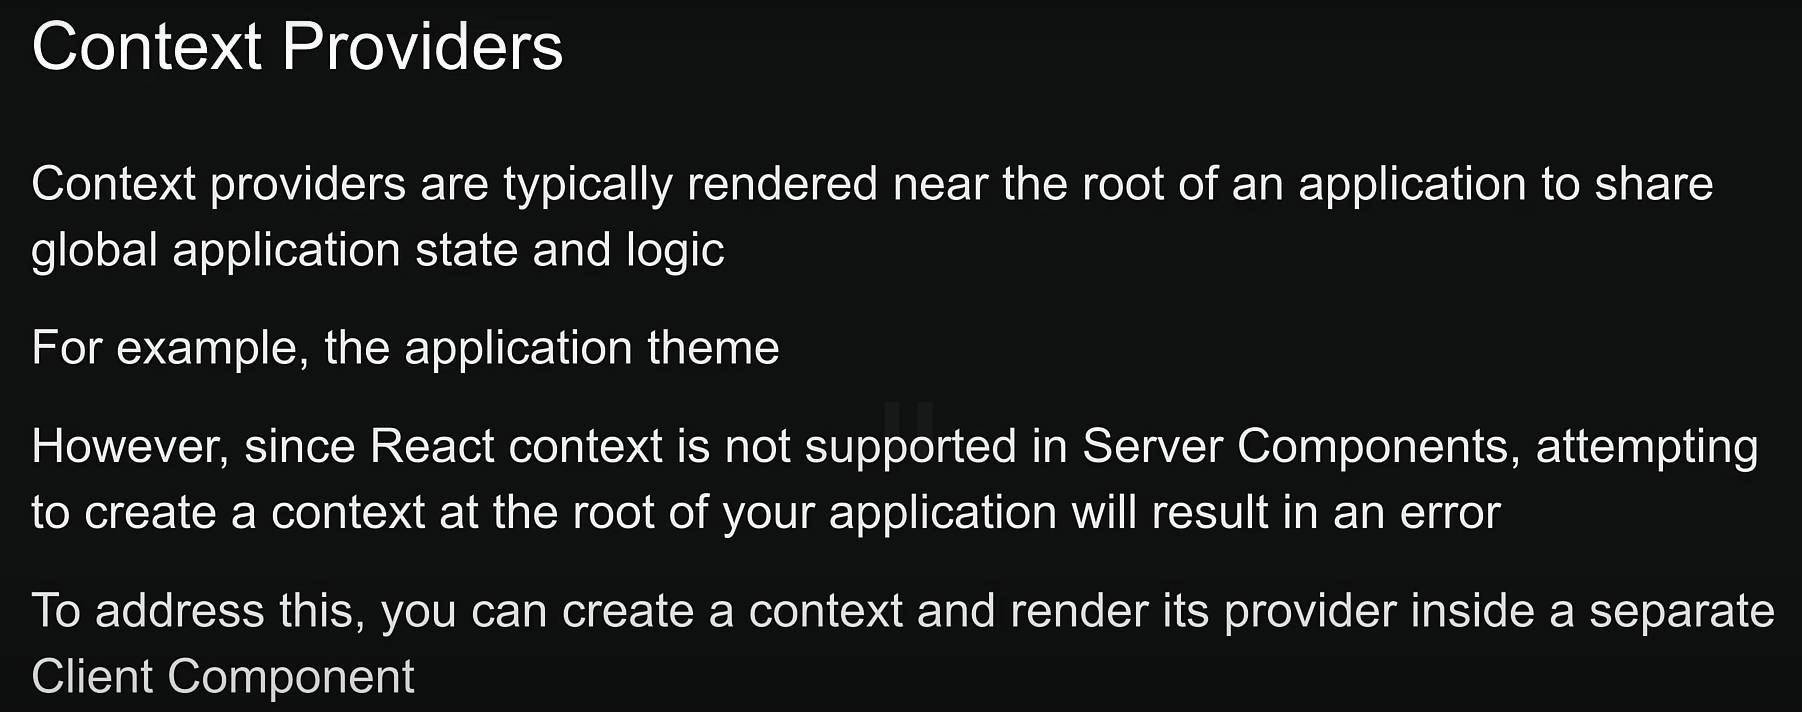 Context Providers
Context providers are typically rendered near the root of an application to share
global application state and logic
For example, the application theme
However, since React context is not supported in Server Components, attempting
to create a context at the root of your application will result in an error
To address this, you can create a context and render its provider inside a separate
Client Component